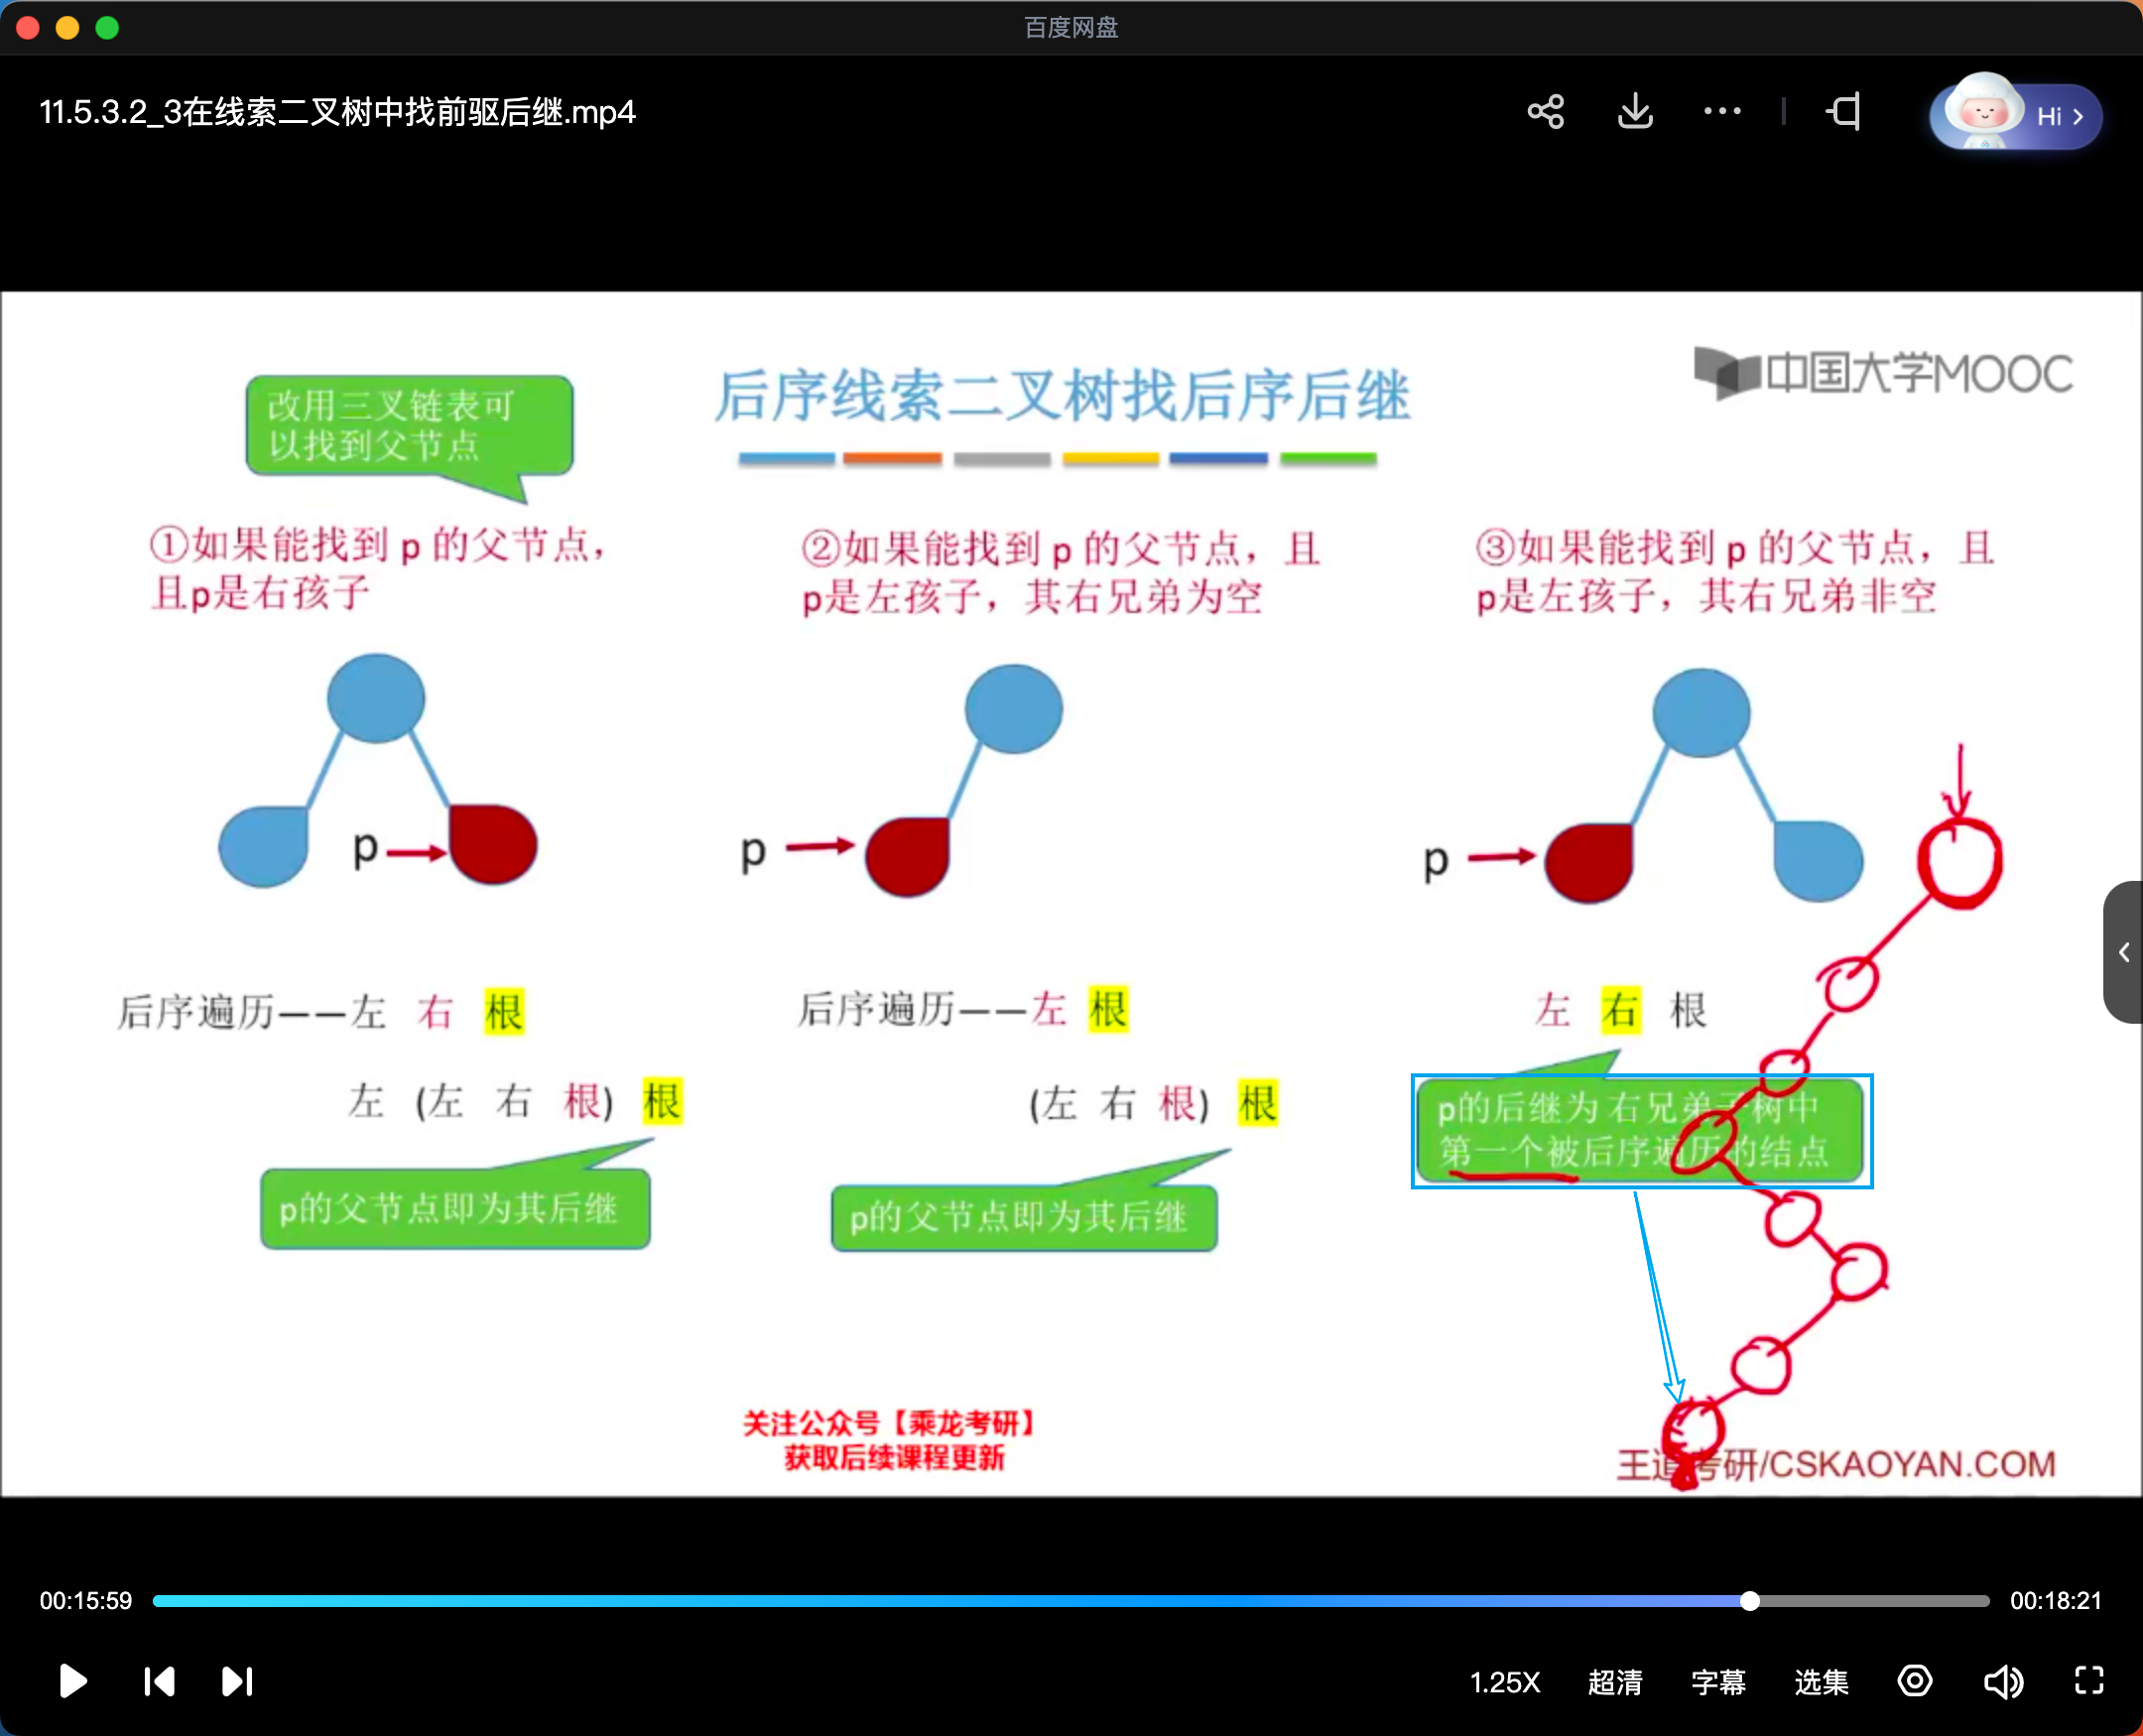 百度网盘
11.5.3.2_3在线索二叉树中找前驱后继.mp4
Hi
中国大学MOOC
后序线索二叉树找后序后继
改用三叉链表可
以找到父节点
①如果能找到 p 的父节点，
且p是右孩子
p
后序遍历——左 右 根
左 (左 右 根) 根
p的父节点即为其后继
②如果能找到 p 的父节点，且
p是左孩子，其右兄弟为空
p
后序遍历——左 根
(左 右 根) 根
p的父节点即为其后继
③如果能找到 p 的父节点，且
p是左孩子，其右兄弟非空
p
左 右 根
p的后继为 右兄弟子树中
第一个被后序遍历的结点
关注公众号【乘龙考研】
获取后续课程更新
王道考研/CSKAOYAN.COM
00:15:59
00:18:21
1.25X 超清 字幕 选集